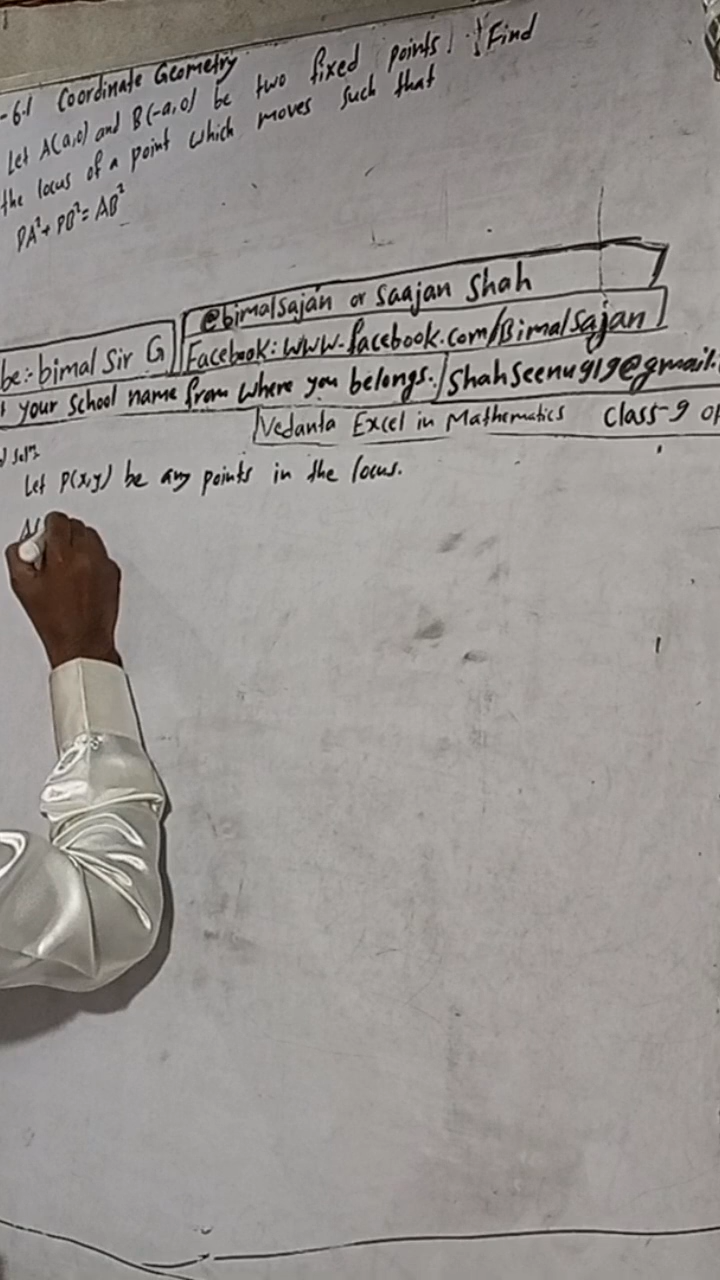 -6.1 Coordinate Geometry
Let A(a,0) and B(-a,0) be two fixed points. Find
the locus of a point which moves such that
PA²+ PB²= AB²
@bimalsajan or Saajan Shah
be:- bimal Sir G
Facebook: WWW.facebook.com/Bimalsajan
your School name from where you belongs.
Shahseenu919@gmail.
Vedanta Excel in Mathematics Class-9 op
Solⁿ
Let P(x,y) be any points in the locus.